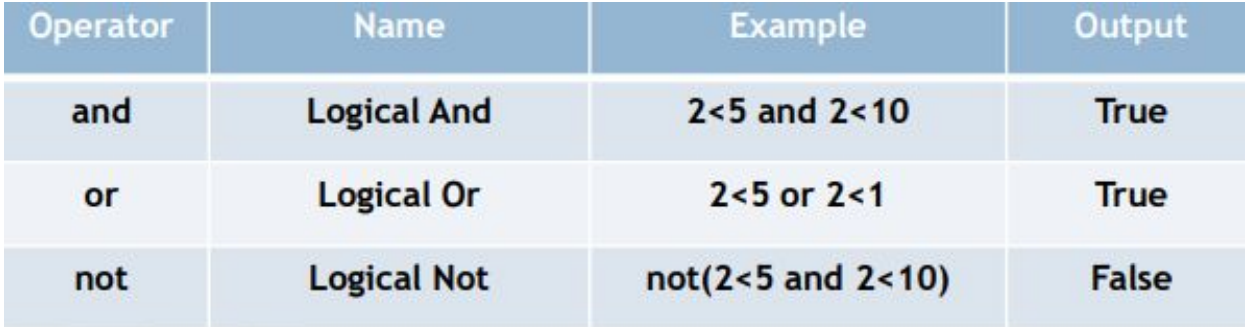 Operator Name Example Output
and Logical And 2<5 and 2<10 True
or Logical Or 2<5 or 2<1 True
not Logical Not not(2<5 and 2<10) False